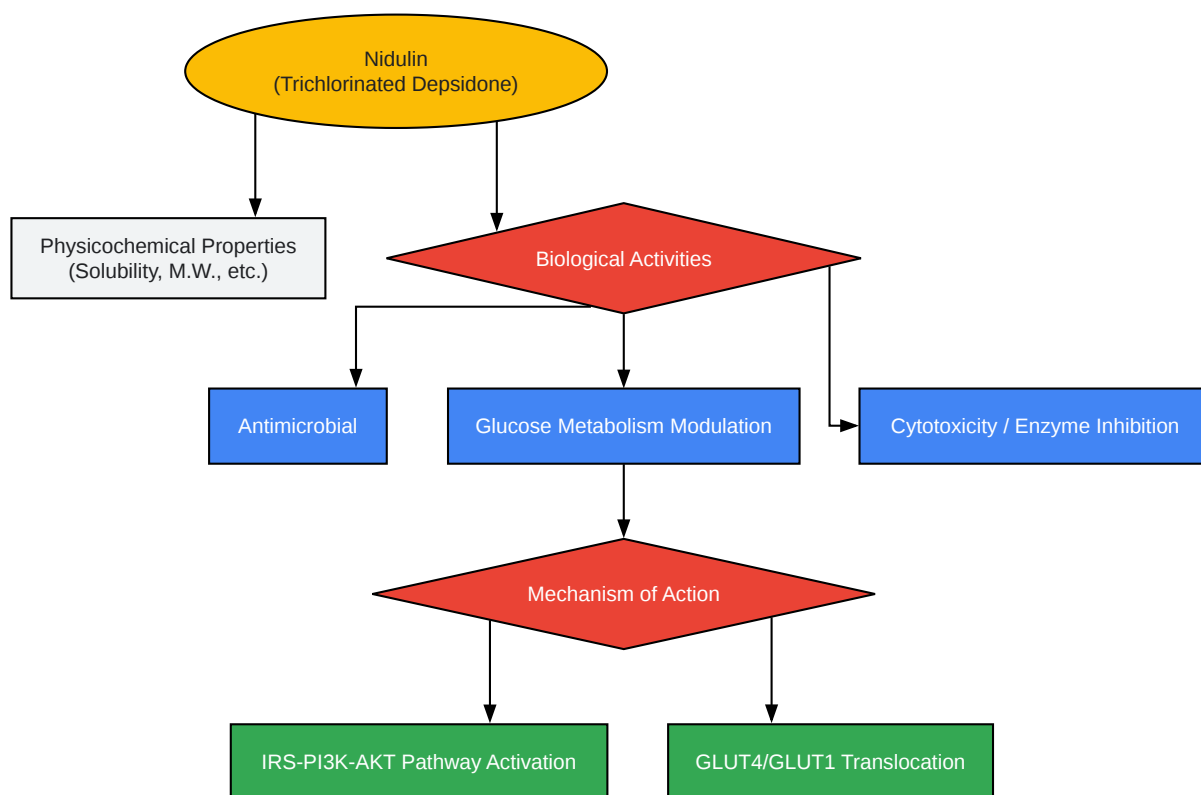 Nidulin
(Trichlorinated Depsidone)
Physicochemical Properties
(Solubility, M.W., etc.)
Biological Activities
Antimicrobial
Glucose Metabolism Modulation
Cytotoxicity / Enzyme Inhibition
Mechanism of Action
IRS-PI3K-AKT Pathway Activation
GLUT4/GLUT1 Translocation